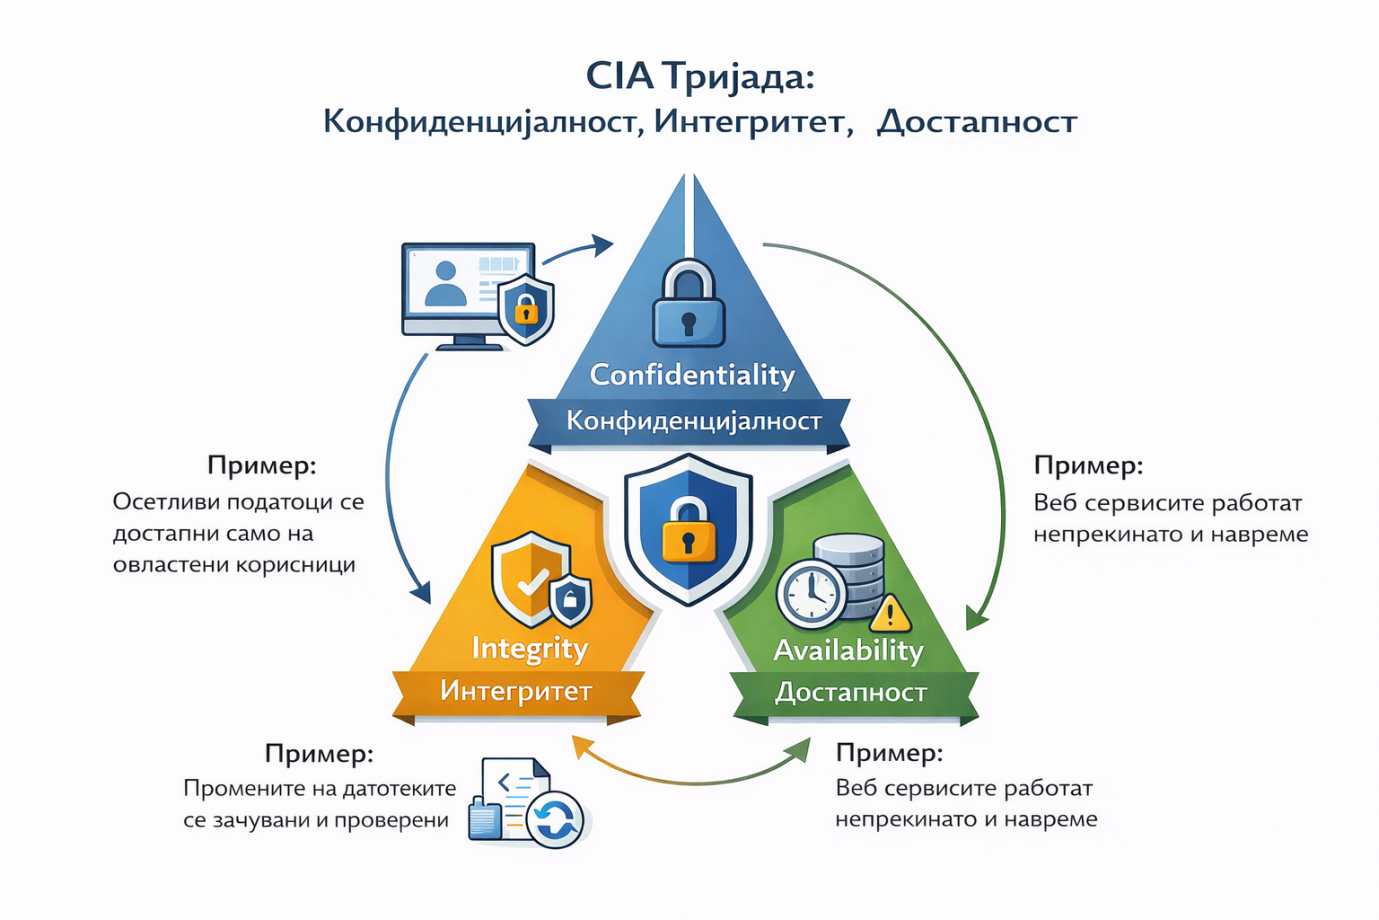 CIA Тријада:
Конфиденцијалност, Интегритет, Достапност
Confidentiality
Конфиденцијалност
Пример:
Осетливи податоци се
достапни само на
овластени корисници
Пример:
Веб сервисите работат
непрекинато и навреме
Integrity
Интегритет
Availability
Достапност
Пример:
Промените на датотеките
се зачувани и проверени
Пример:
Веб сервисите работат
непрекинато и навреме